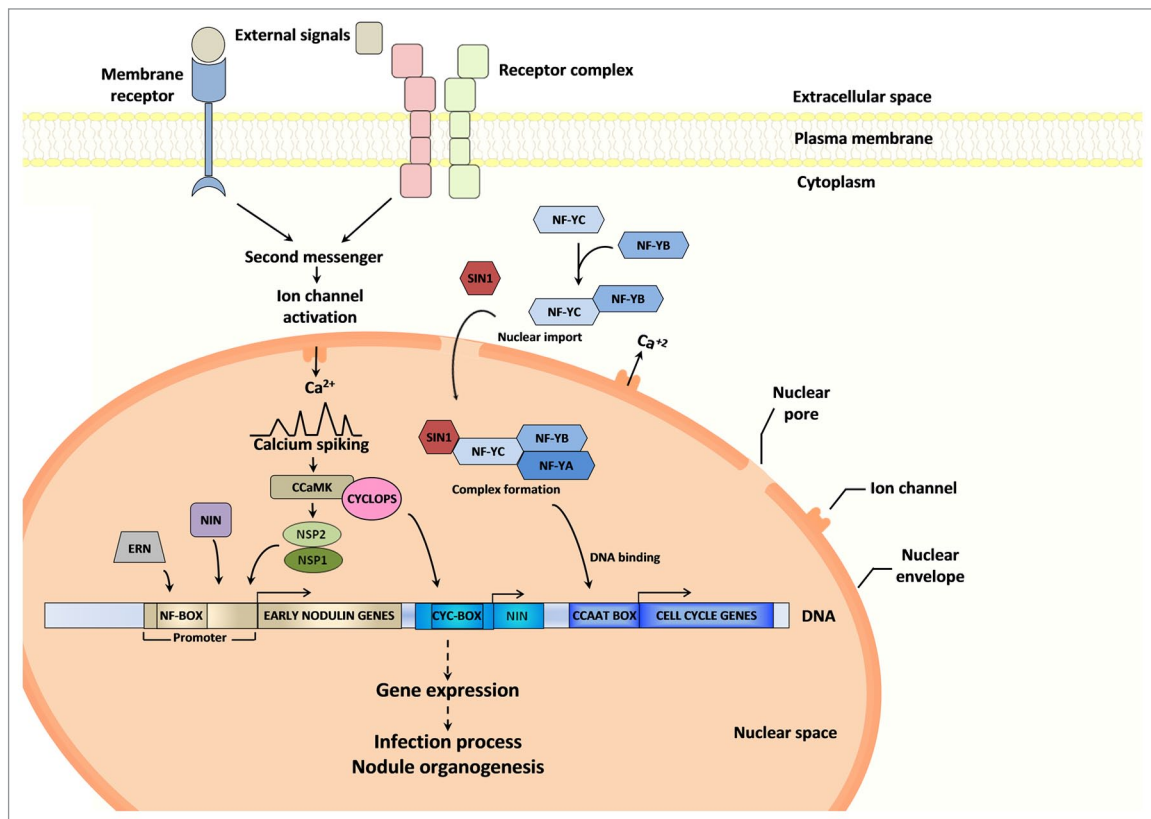 External signals
Membrane
receptor
Receptor complex
Extracellular space
Plasma membrane
Cytoplasm
NF-YC
NF-YB
Second messenger
SIN1
Ion channel
activation
NF-YC
NF-YB
Nuclear import
Ca+2
Ca2+
Nuclear
pore
Calcium spiking
SIN1
NF-YC
NF-YB
NF-YA
Complex formation
CCaMK
CYCLOPS
Ion channel
NIN
ERN
NSP2
NSP1
DNA binding
Nuclear
envelope
NF-BOX
EARLY NODULIN GENES
CYC-BOX
NIN
CCAAT BOX
CELL CYCLE GENES
DNA
Promoter
Gene expression
Infection process
Nodule organogenesis
Nuclear space